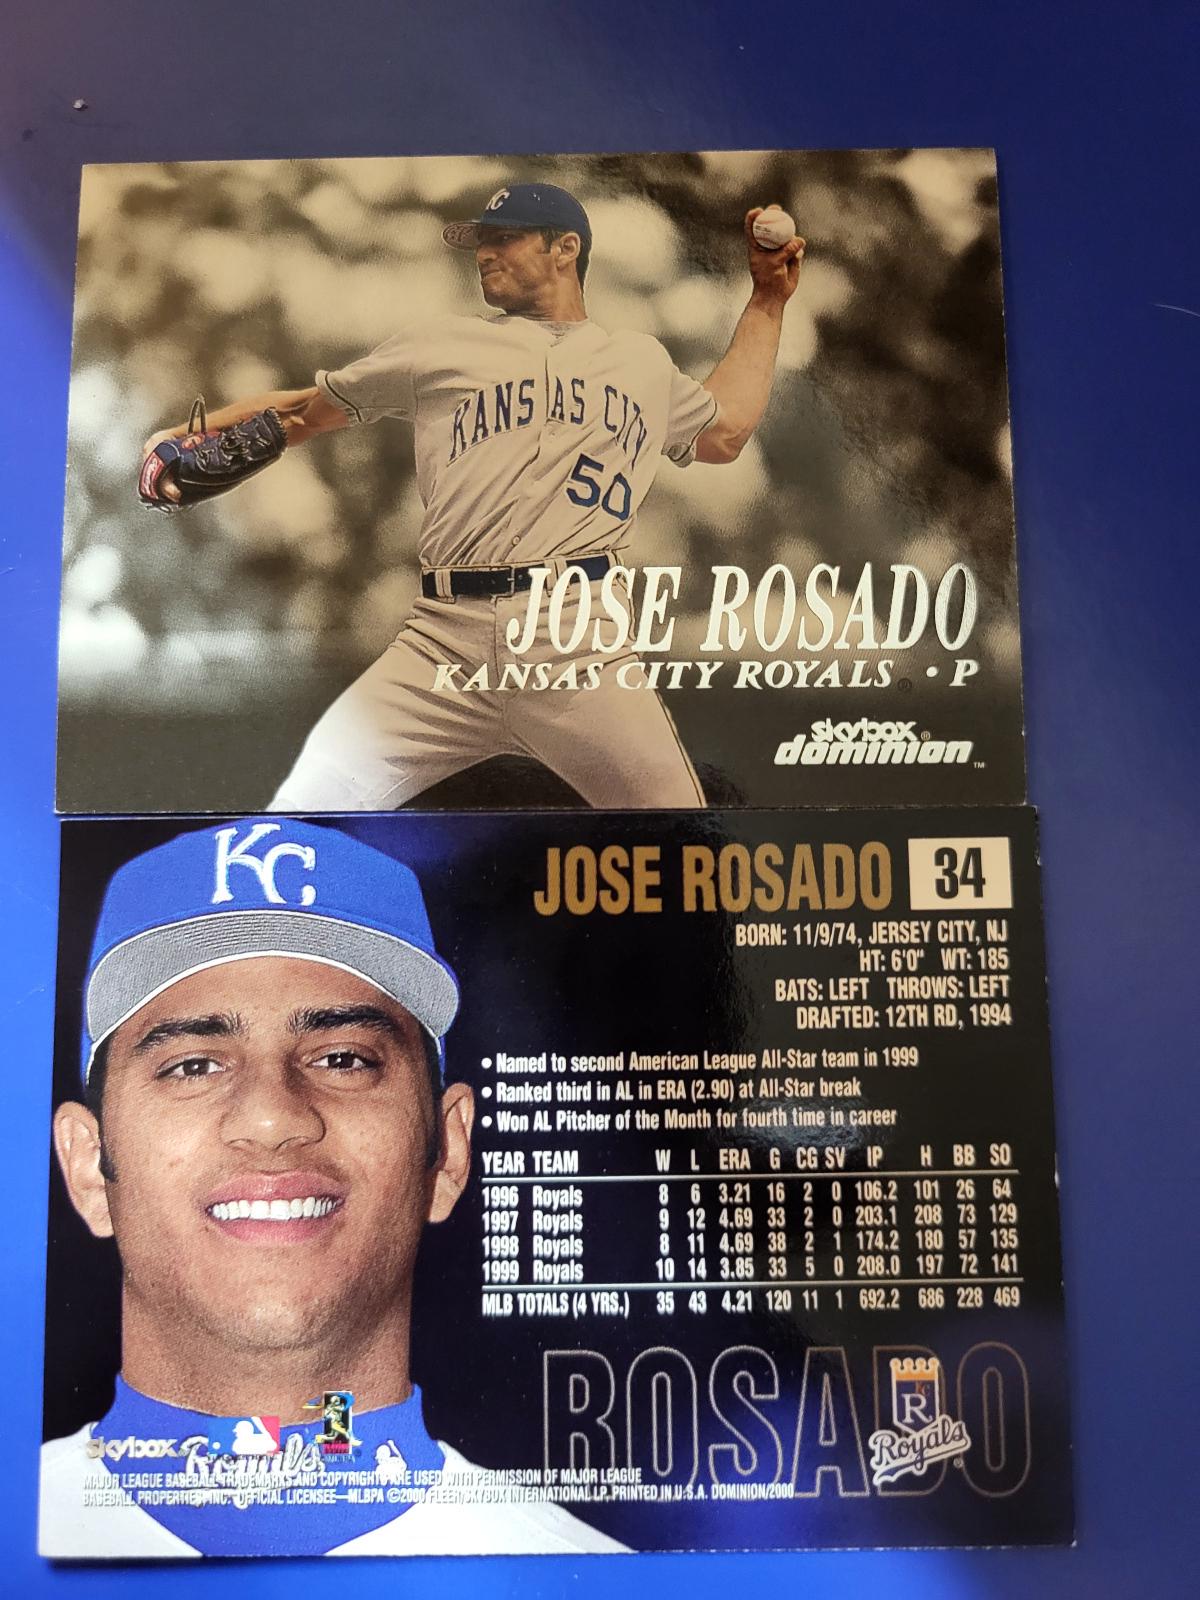 KC
KANSAS CITY
50
JOSE ROSADO
KANSAS CITY ROYALS ® • P
skybox®
dominion™
KC
JOSE ROSADO 34
BORN: 11/9/74, JERSEY CITY, NJ
HT: 6'0" WT: 185
BATS: LEFT THROWS: LEFT
DRAFTED: 12TH RD, 1994
• Named to second American League All-Star team in 1999
• Ranked third in AL in ERA (2.90) at All-Star break
• Won AL Pitcher of the Month for fourth time in career
YEAR TEAM W L ERA G CG SV IP H BB SO
1996 Royals 8 6 3.21 16 2 0 106.2 101 26 64
1997 Royals 9 12 4.69 33 2 0 203.1 208 73 129
1998 Royals 8 11 4.69 38 2 1 174.2 180 57 135
1999 Royals 10 14 3.85 33 5 0 208.0 197 72 141
MLB TOTALS (4 YRS.) 35 43 4.21 120 11 1 692.2 686 228 469
ROSADO
R
Royals
skybox Royals
MAJOR LEAGUE BASEBALL TRADEMARKS AND COPYRIGHTS ARE USED WITH PERMISSION OF MAJOR LEAGUE
BASEBALL PROPERTIES, INC. OFFICIAL LICENSEE—MLBPA ©2000 FLEER/SKYBOX INTERNATIONAL LP. PRINTED IN U.S.A. DOMINION/2000